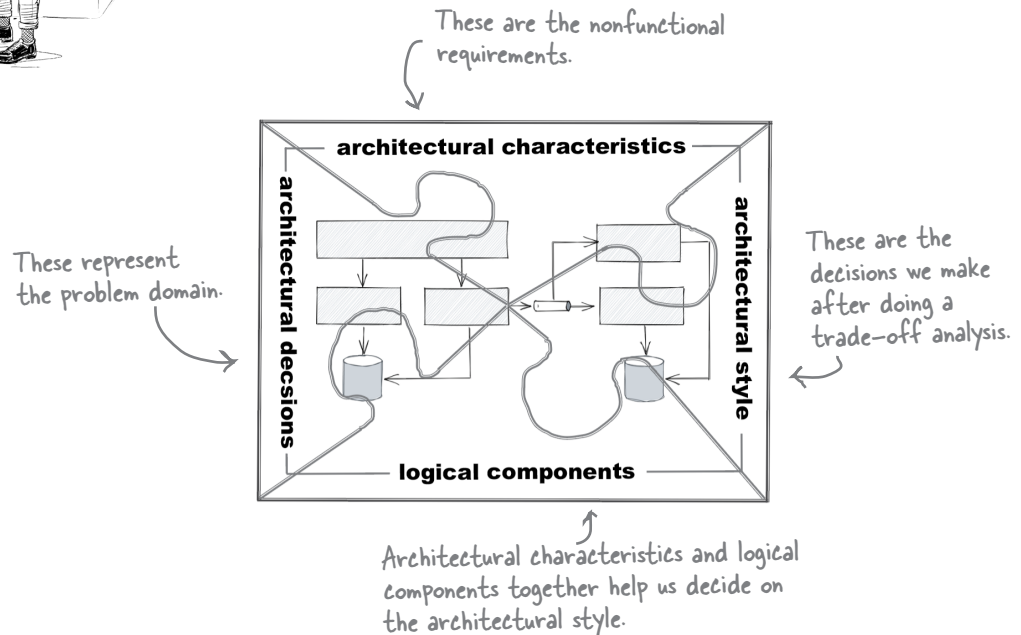 These are the nonfunctional
requirements.
architectural characteristics
architectural decsions
architectural style
These represent
the problem domain.
These are the
decisions we make
after doing a
trade-off analysis.
logical components
Architectural characteristics and logical
components together help us decide on
the architectural style.